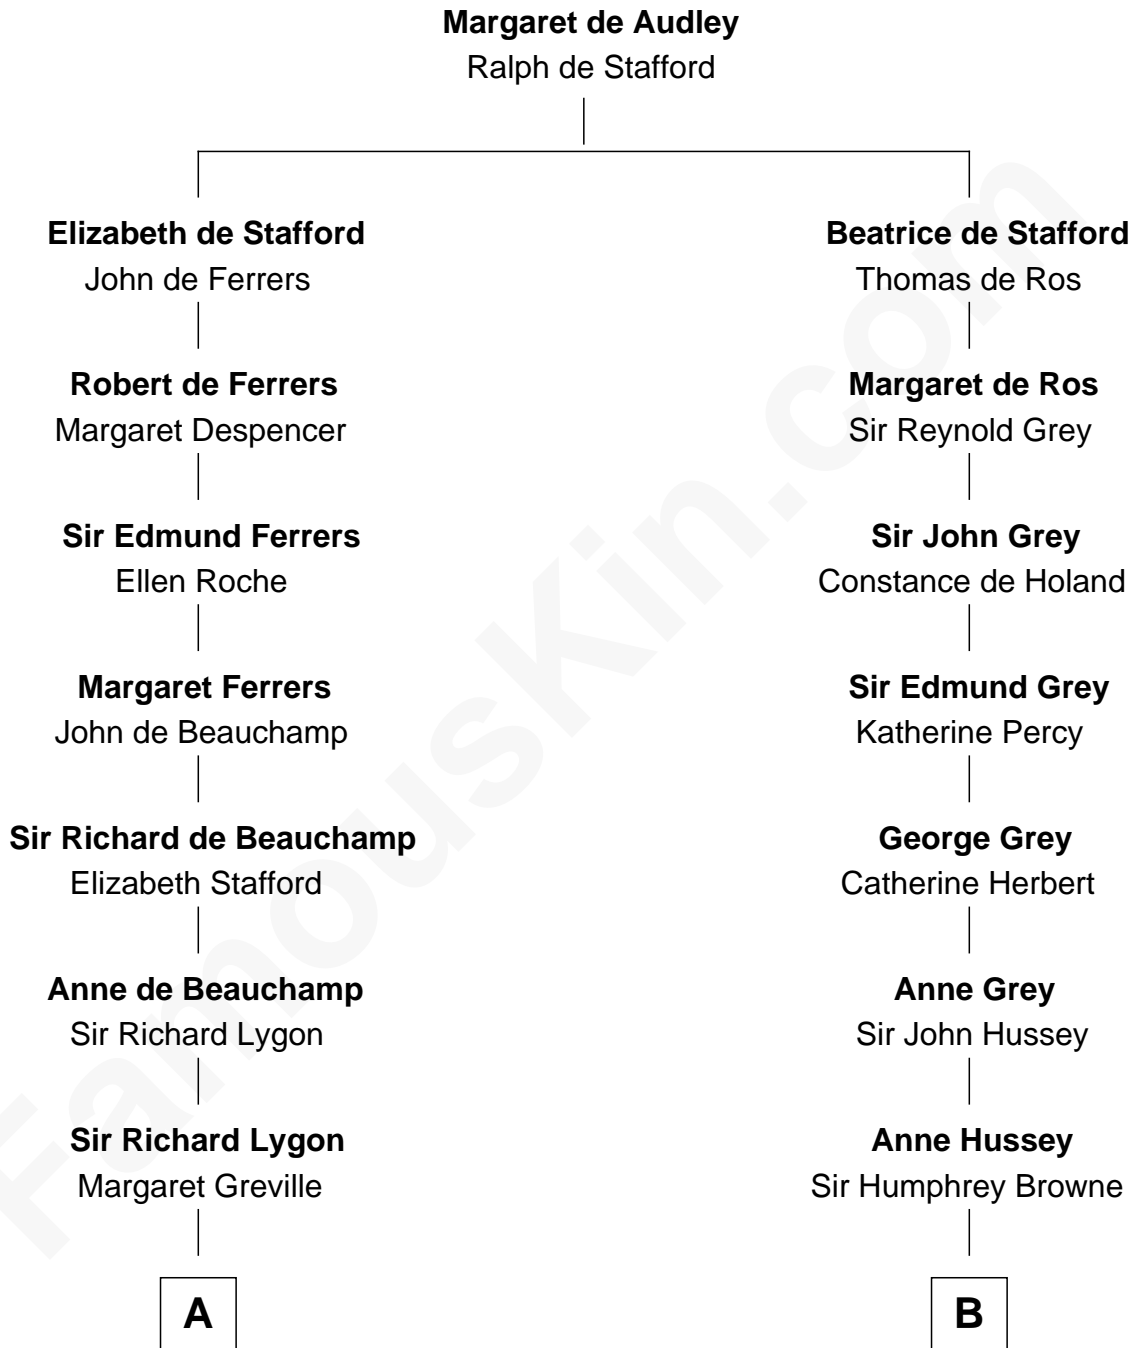 Margaret de Audley
Ralph de Stafford
Elizabeth de Stafford
John de Ferrers
Beatrice de Stafford
Thomas de Ros
Robert de Ferrers
Margaret Despencer
Margaret de Ros
Sir Reynold Grey
Sir Edmund Ferrers
Ellen Roche
Sir John Grey
Constance de Holand
Margaret Ferrers
John de Beauchamp
Sir Edmund Grey
Katherine Percy
Sir Richard de Beauchamp
Elizabeth Stafford
George Grey
Catherine Herbert
Anne de Beauchamp
Sir Richard Lygon
Anne Grey
Sir John Hussey
Sir Richard Lygon
Margaret Greville
Anne Hussey
Sir Humphrey Browne
A
B
FamousKin.com